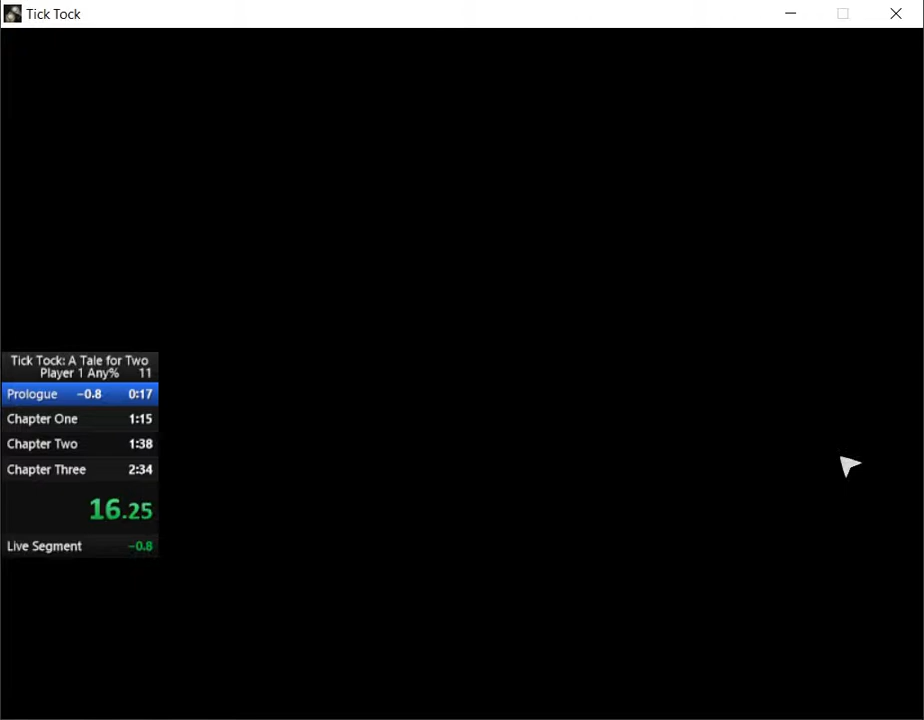 Tick Tock
Tick Tock: A Tale for Two
Player 1 Any% 11
Prologue −0.8 0:17
Chapter One 1:15
Chapter Two 1:38
Chapter Three 2:34
16.25
Live Segment −0.8